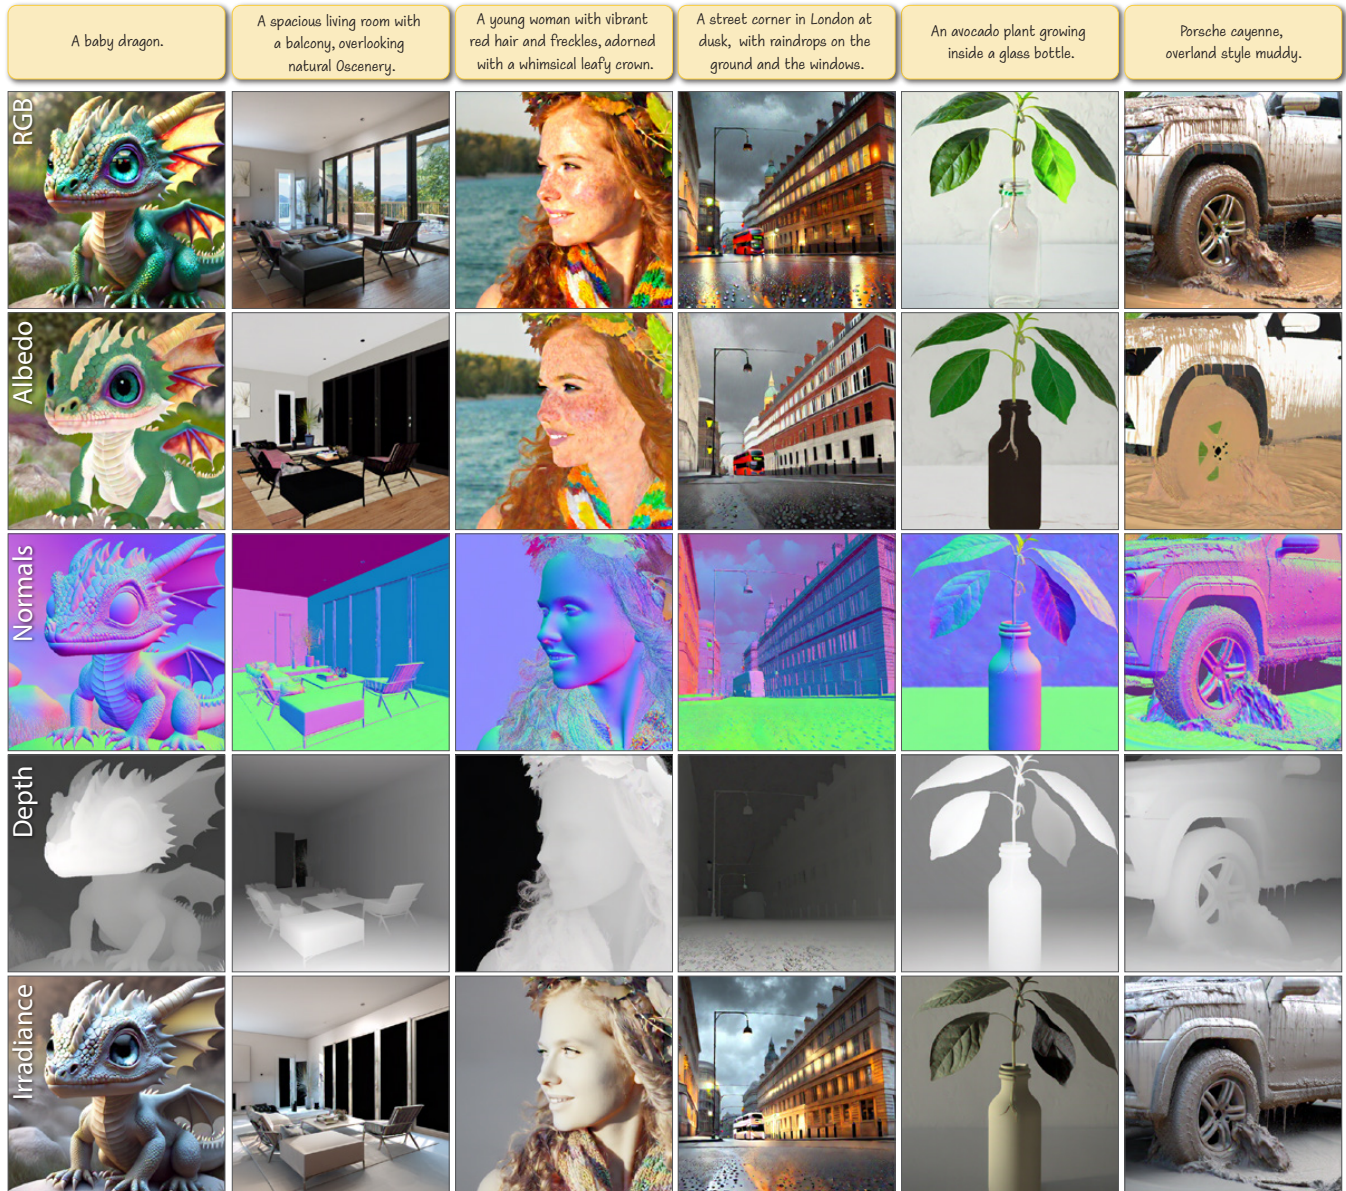 A baby dragon.
A spacious living room with
a balcony, overlooking
natural Oscenery.
A young woman with vibrant
red hair and freckles, adorned
with a whimsical leafy crown.
A street corner in London at
dusk, with raindrops on the
ground and the windows.
An avocado plant growing
inside a glass bottle.
Porsche cayenne,
overland style muddy.
RGB
Albedo
Normals
Depth
Irradiance